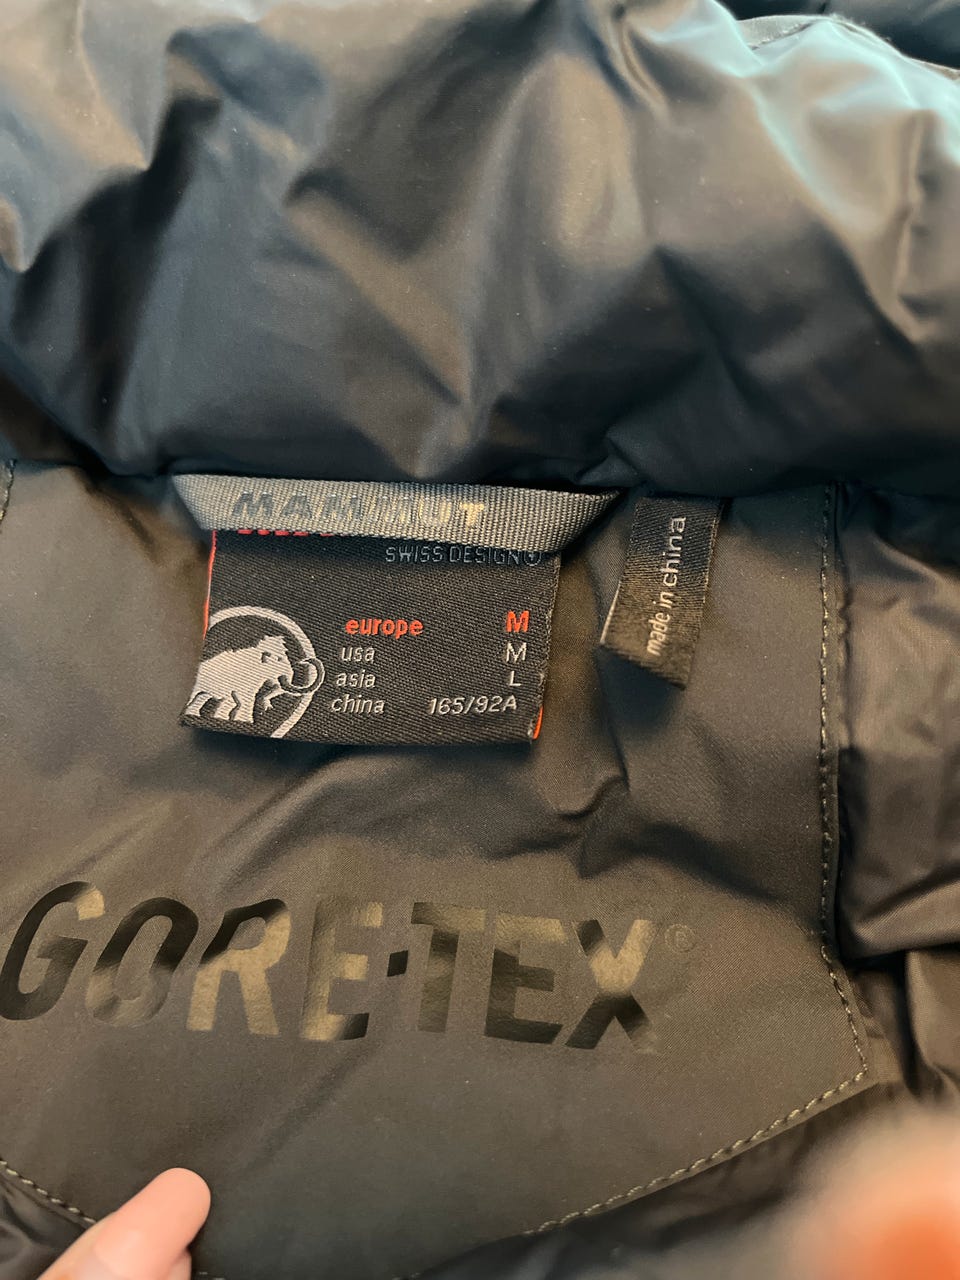 MAMMUT
SWISS DESIGN®
europe M
usa M
asia L
china 165/92A
made in china
GORE-TEX®